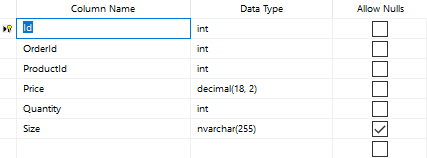 Column Name Data Type Allow Nulls
Id int
OrderId int
ProductId int
Price decimal(18, 2)
Quantity int
Size nvarchar(255)